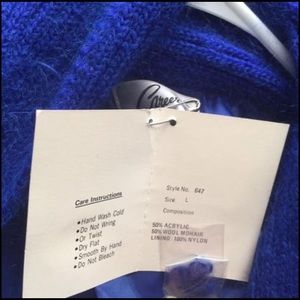 Career
Care Instructions
•Hand Wash Cold
•Do Not Wring
•Or Twist
•Dry Flat
•Smooth By Hand
•Do Not Bleach
Style No. 647
Size L
Composition
50% ACRYLIC
50% WOOL MOHAIR
LINING: 100% NYLON